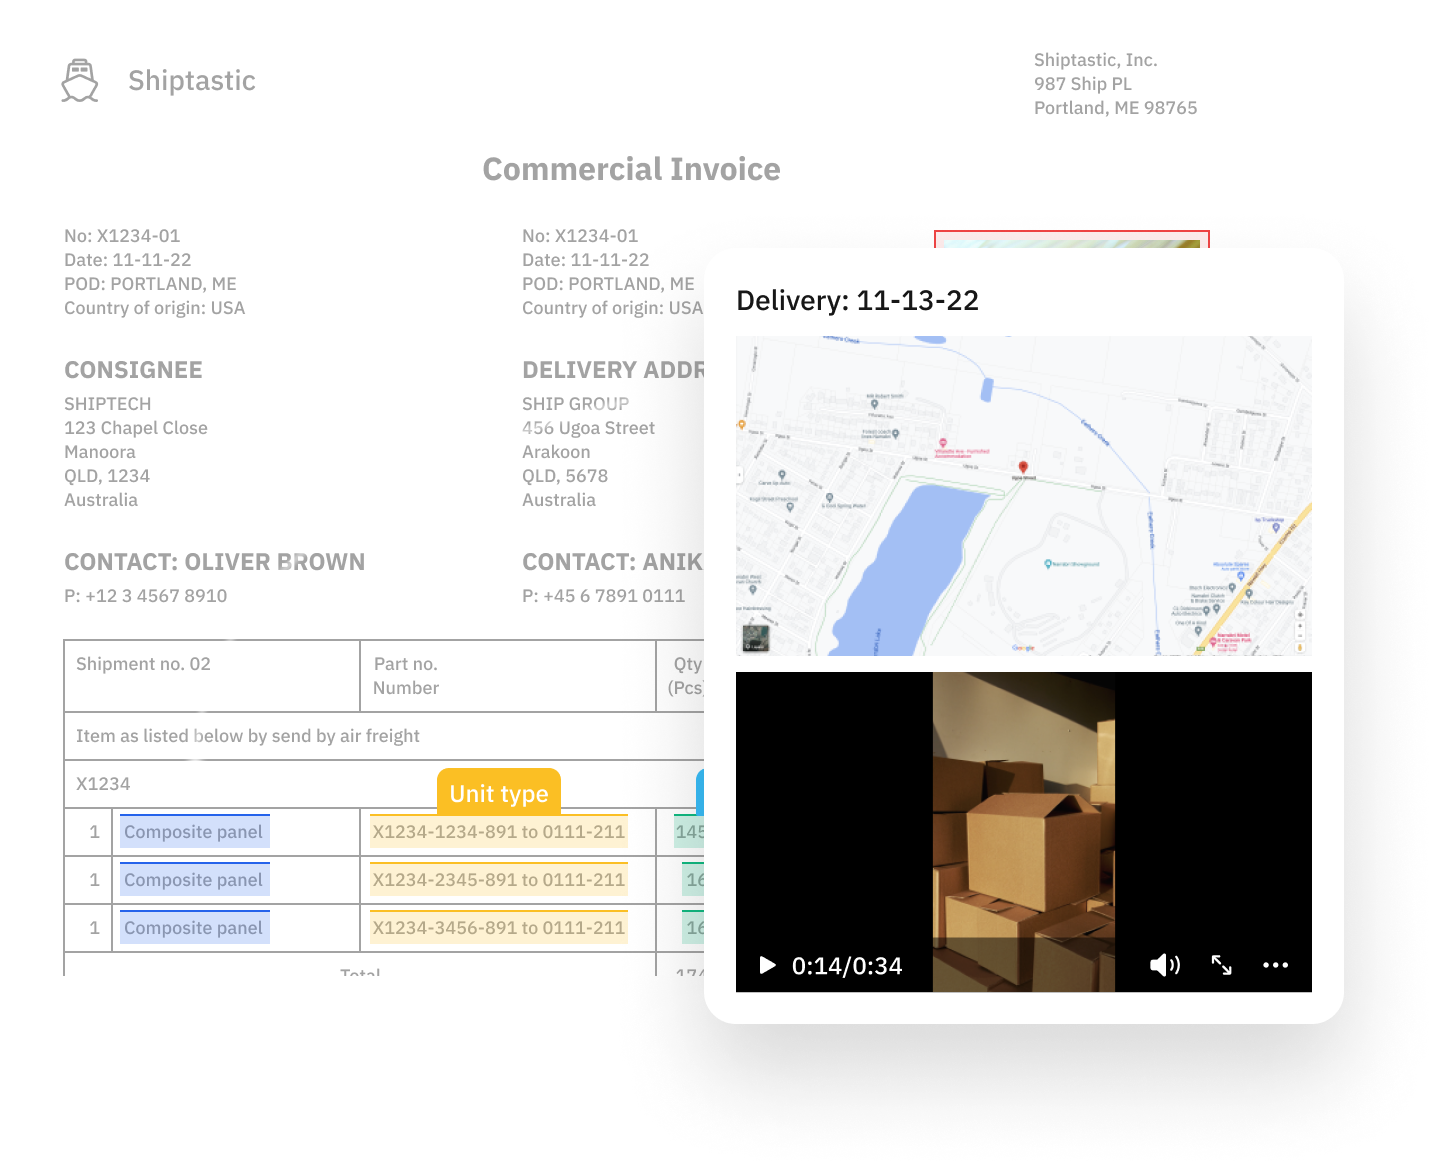 Shiptastic
Shiptastic, Inc.
987 Ship PL
Portland, ME 98765
Commercial Invoice
No: X1234-01
Date: 11-11-22
POD: PORTLAND, ME
Country of origin: USA
No: X1234-01
Date: 11-11-22
POD: PORTLAND, ME
Country of origin: USA
CONSIGNEE
SHIPTECH
123 Chapel Close
Manoora
QLD, 1234
Australia
DELIVERY ADDR
SHIP GROUP
456 Ugoa Street
Arakoon
QLD, 5678
Australia
CONTACT: OLIVER BROWN
P: +12 3 4567 8910
CONTACT: ANIK
P: +45 6 7891 0111
Shipment no. 02
Part no.
Number
Qty
(Pcs)
Item as listed below by send by air freight
X1234
Unit type
1 Composite panel X1234-1234-891 to 0111-211 145
1 Composite panel X1234-2345-891 to 0111-211 16
1 Composite panel X1234-3456-891 to 0111-211 16
Total 174
Delivery: 11-13-22
Google
0:14/0:34